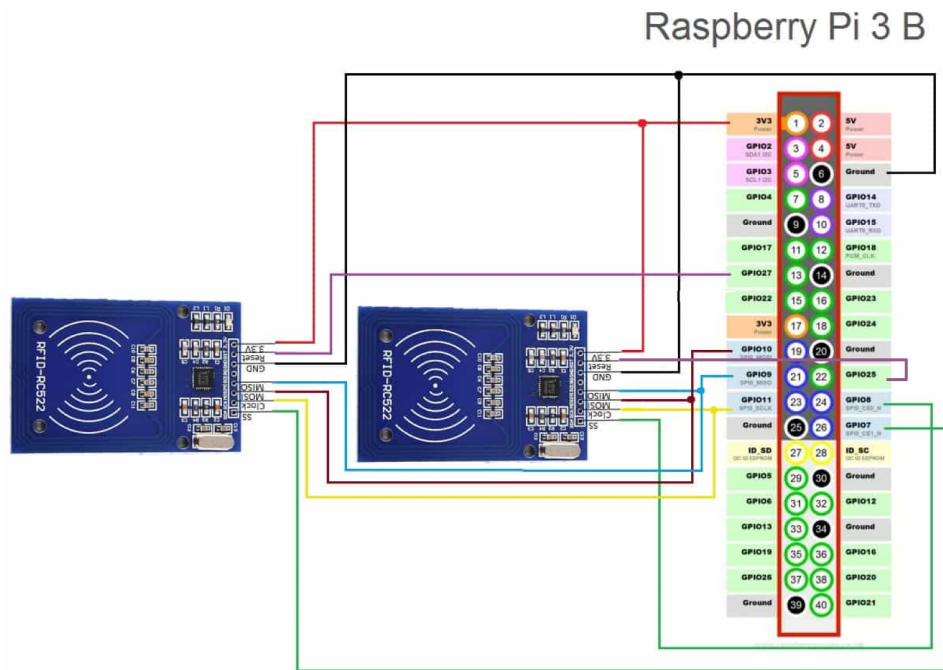 Raspberry Pi 3 B
RFID-RC522
3.3V
Reset
GND
MISO
MOSI
Clock
SS
RFID-RC522
3.3V
Reset
GND
MISO
MOSI
Clock
SS
3V3 1 2 5V
Power Power
GPIO2 3 4 5V
SDA1 I2C Power
GPIO3 5 6 Ground
SCL1 I2C
GPIO4 7 8 GPIO14
UART0_TXD
Ground 9 10 GPIO15
UART0_RXD
GPIO17 11 12 GPIO18
PCM_CLK
GPIO27 13 14 Ground
GPIO22 15 16 GPIO23
3V3 17 18 GPIO24
Power
GPIO10 19 20 Ground
SPI0_MOSI
GPIO9 21 22 GPIO25
SPI0_MISO
GPIO11 23 24 GPIO8
SPI0_SCLK SPI0_CE0_N
Ground 25 26 GPIO7
SPI0_CE1_N
ID_SD 27 28 ID_SC
I2C ID EEPROM I2C ID EEPROM
GPIO5 29 30 Ground
GPIO6 31 32 GPIO12
GPIO13 33 34 Ground
GPIO19 35 36 GPIO16
GPIO26 37 38 GPIO20
Ground 39 40 GPIO21